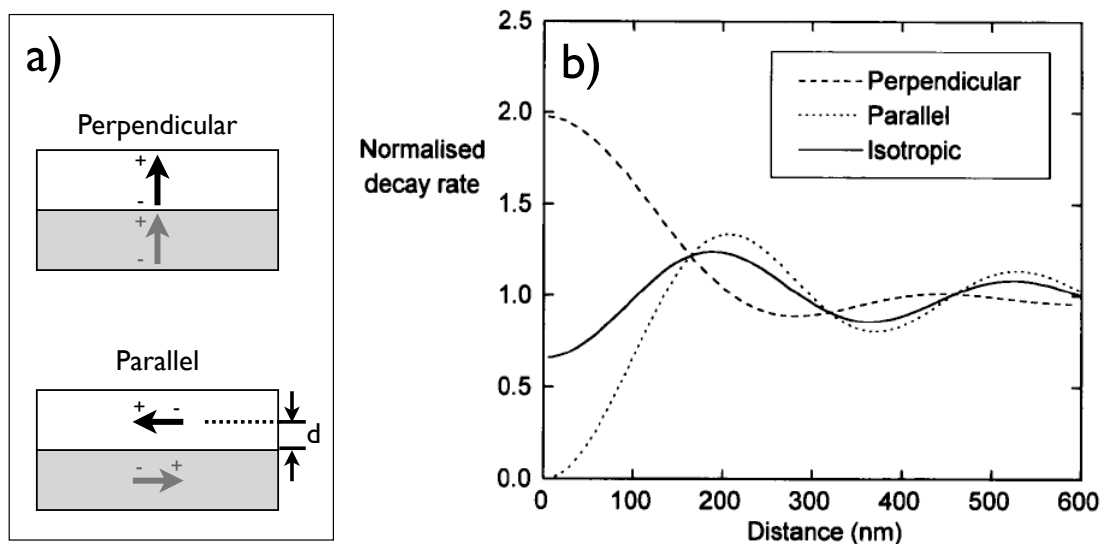 a)
Perpendicular
+
-
+
-
Parallel
+ -
d
- +
b)
Normalised
decay rate
Perpendicular
Parallel
Isotropic
2.5
2.0
1.5
1.0
0.5
0.0
0 100 200 300 400 500 600
Distance (nm)